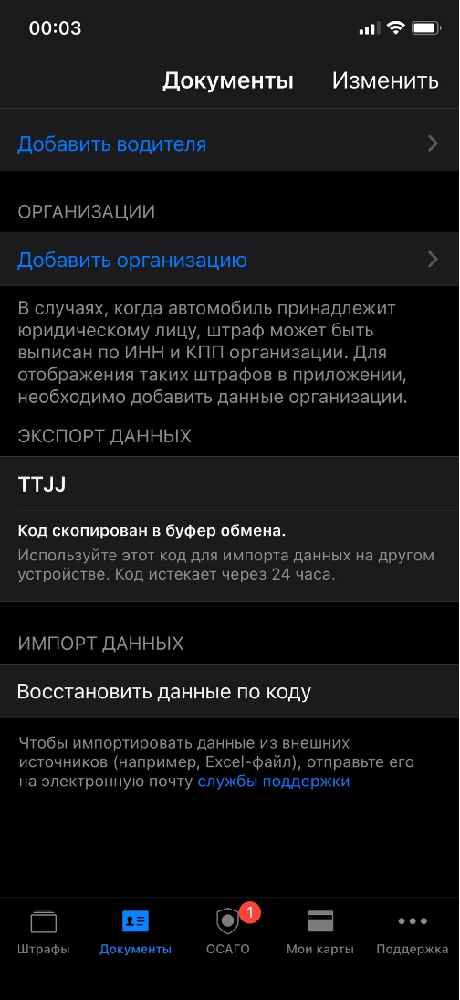 00:03
Документы
Изменить
Добавить водителя
ОРГАНИЗАЦИИ
Добавить организацию
В случаях, когда автомобиль принадлежит
юридическому лицу, штраф может быть
выписан по ИНН и КПП организации. Для
отображения таких штрафов в приложении,
необходимо добавить данные организации.
ЭКСПОРТ ДАННЫХ
TTJJ
Код скопирован в буфер обмена.
Используйте этот код для импорта данных на другом
устройстве. Код истекает через 24 часа.
ИМПОРТ ДАННЫХ
Восстановить данные по коду
Чтобы импортировать данные из внешних
источников (например, Excel-файл), отправьте его
на электронную почту службы поддержки
1
Штрафы
Документы
ОСАГО
Мои карты
Поддержка